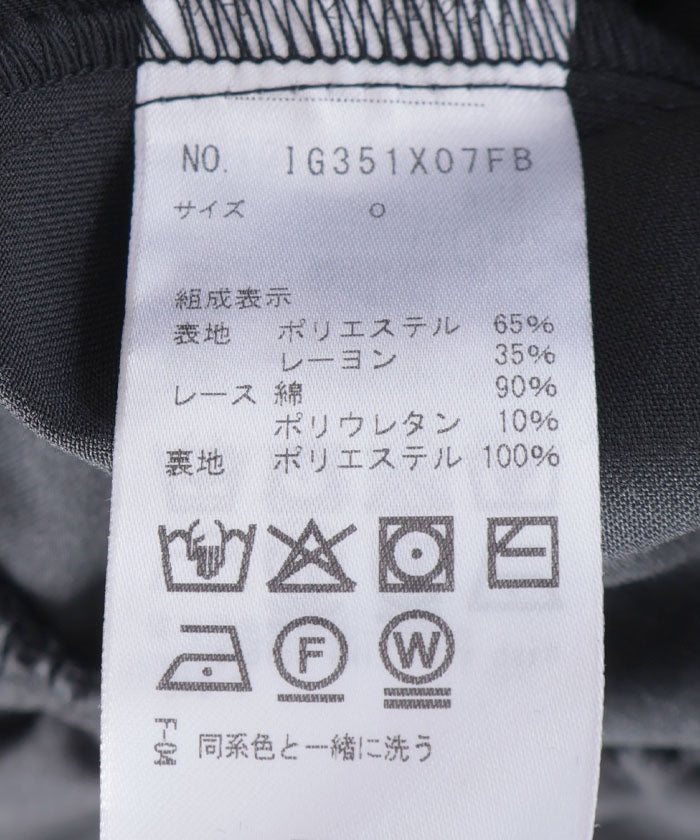 NO. IG351X07FB
サイズ 0
組成表示
表地 ポリエステル 65%
レーヨン 35%
レース 綿 90%
ポリウレタン 10%
裏地 ポリエステル 100%
F W
F-04 同系色と一緒に洗う